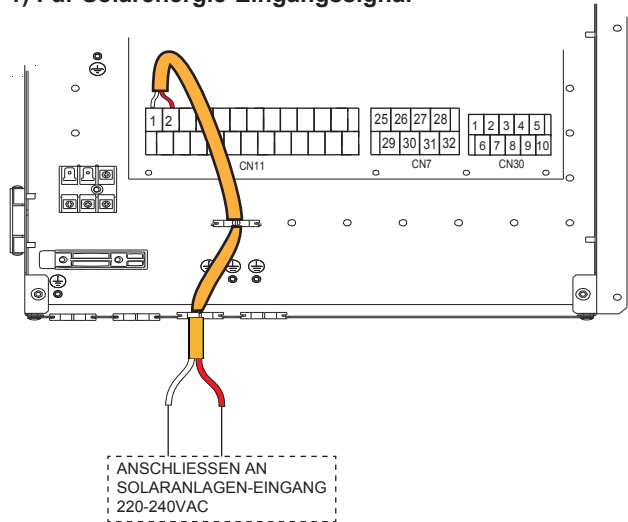 1) Für Solarenergie-Eingangssignal
1 2
25 26 27 28
29 30 31 32
1 2 3 4 5
6 7 8 9 10
CN11
CN7
CN30
ANSCHLIESSEN AN
SOLARANLAGEN-EINGANG
220-240VAC